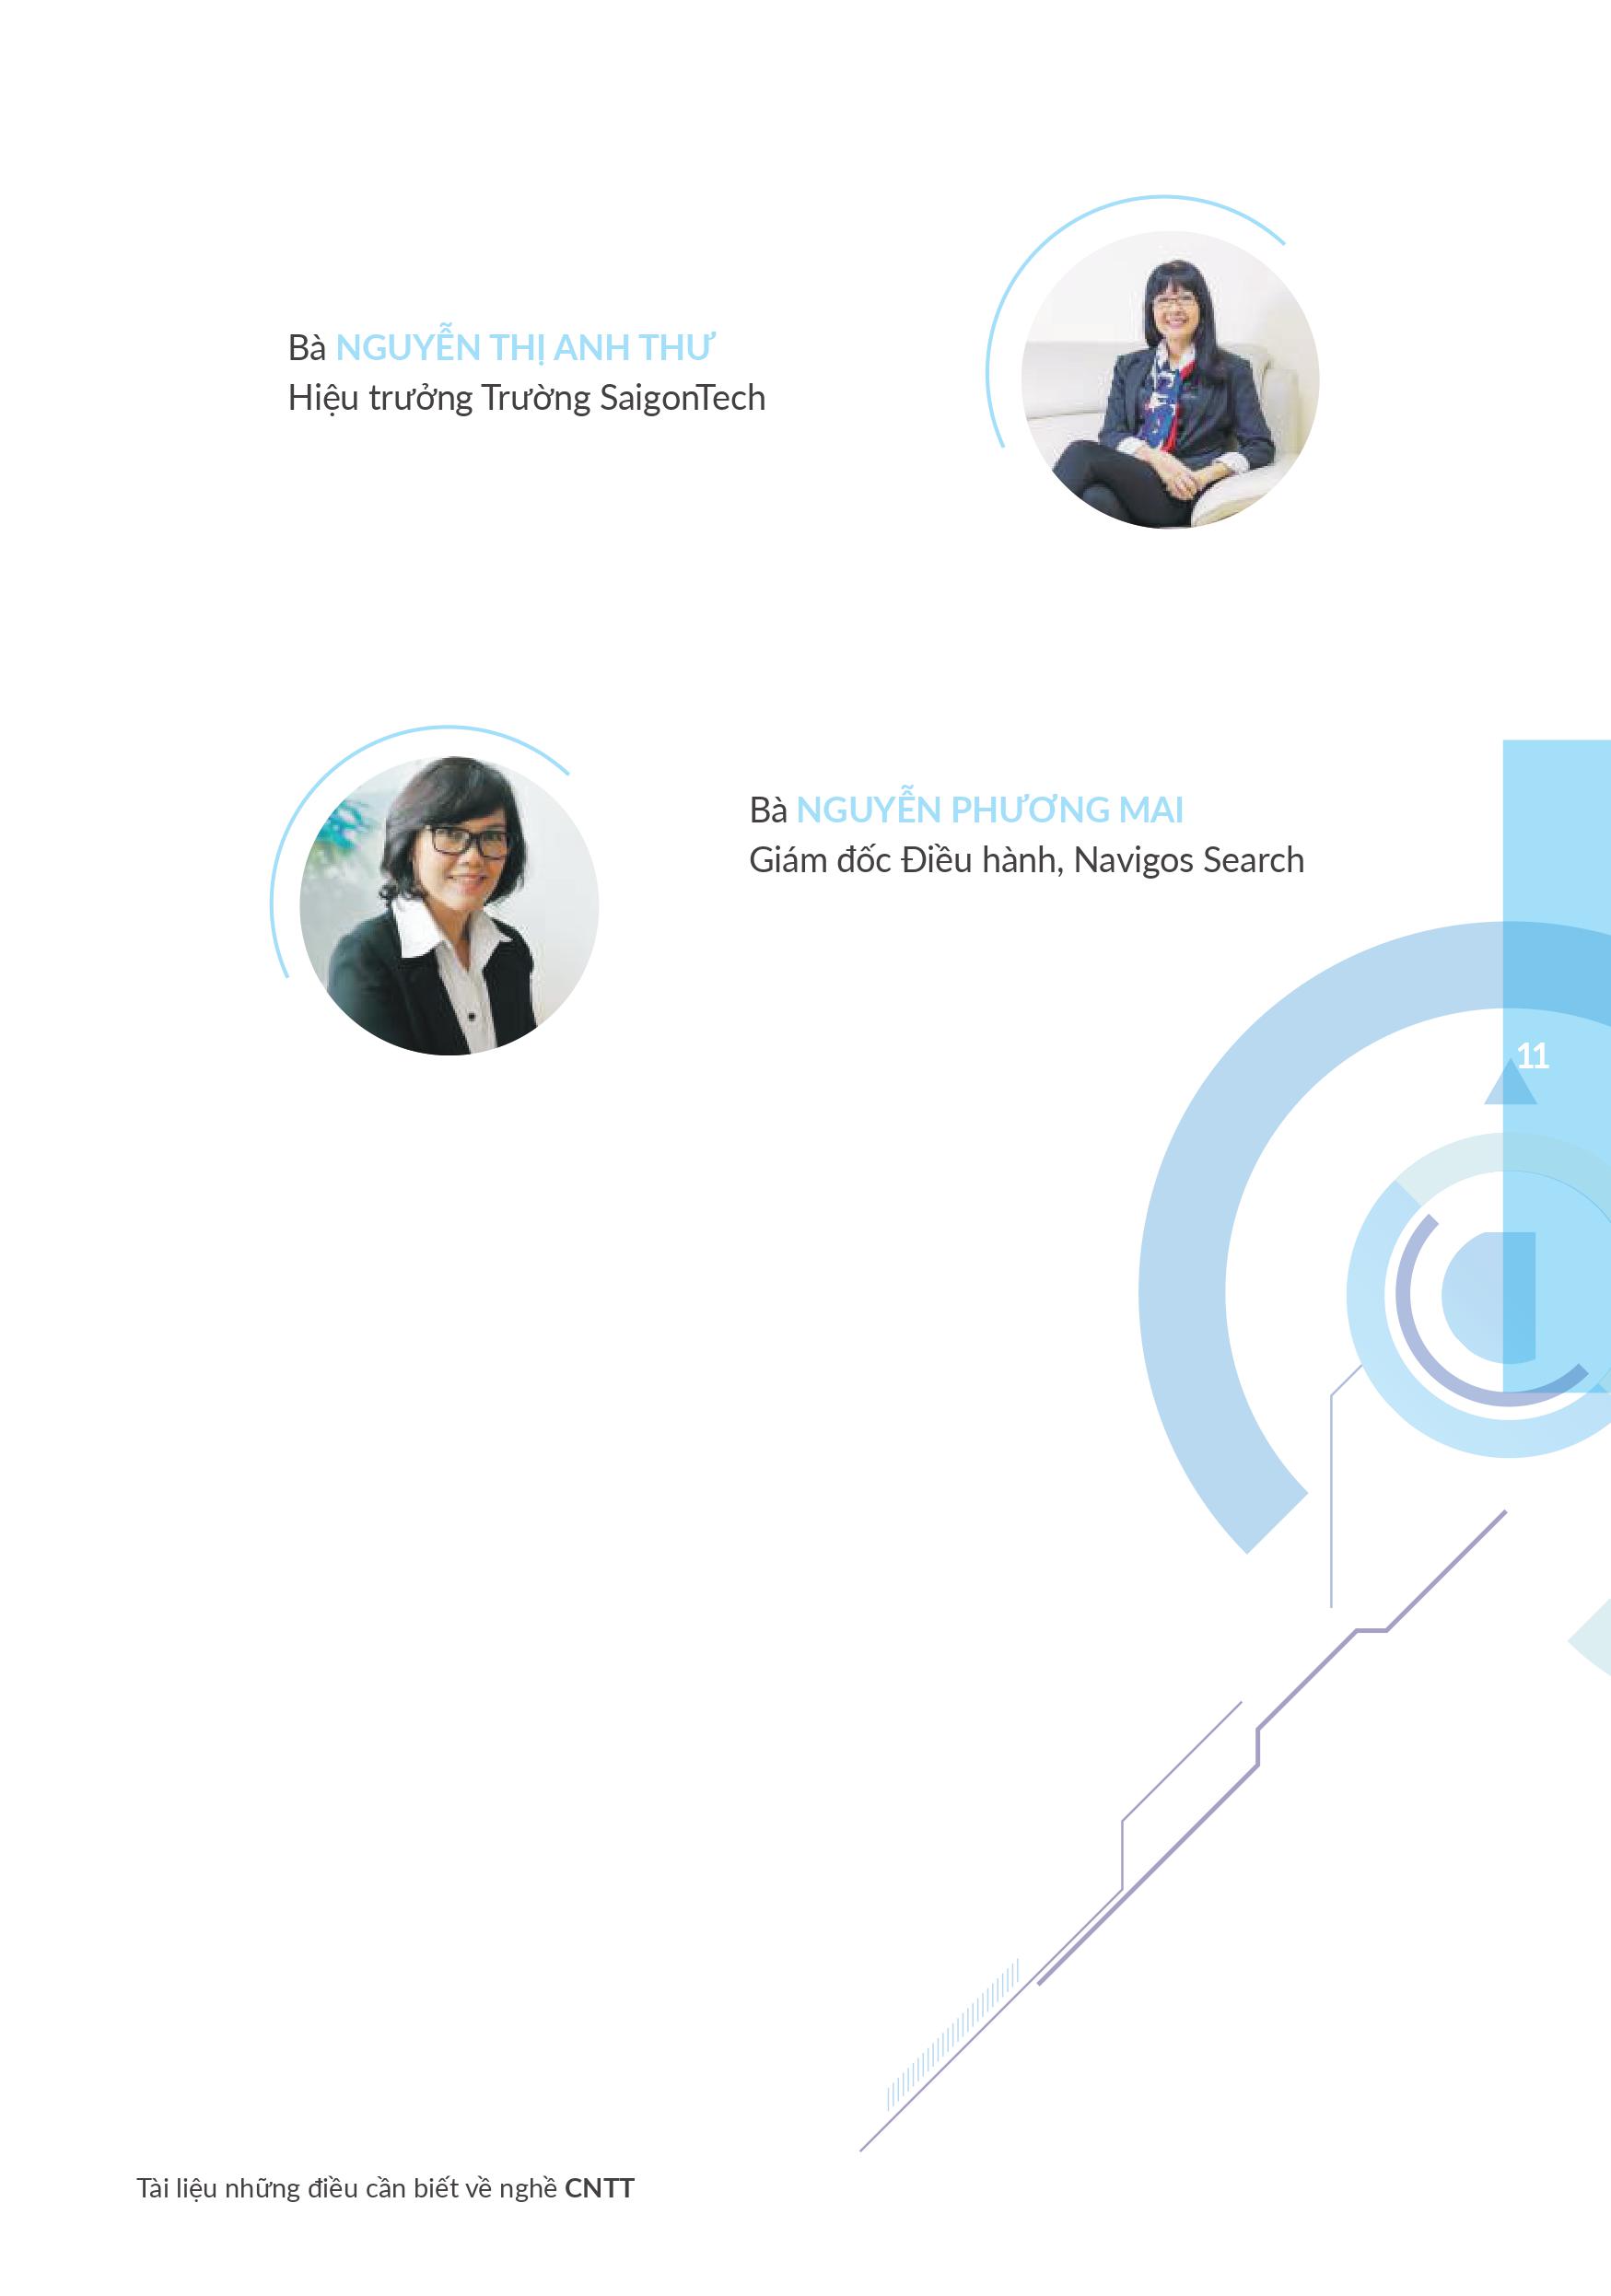 Bà NGUYỄN THỊ ANH THƯ
Hiệu trưởng Trường SaigonTech
Bà NGUYỄN PHƯƠNG MAI
Giám đốc Điều hành, Navigos Search
11
Tài liệu những điều cần biết về nghề CNTT